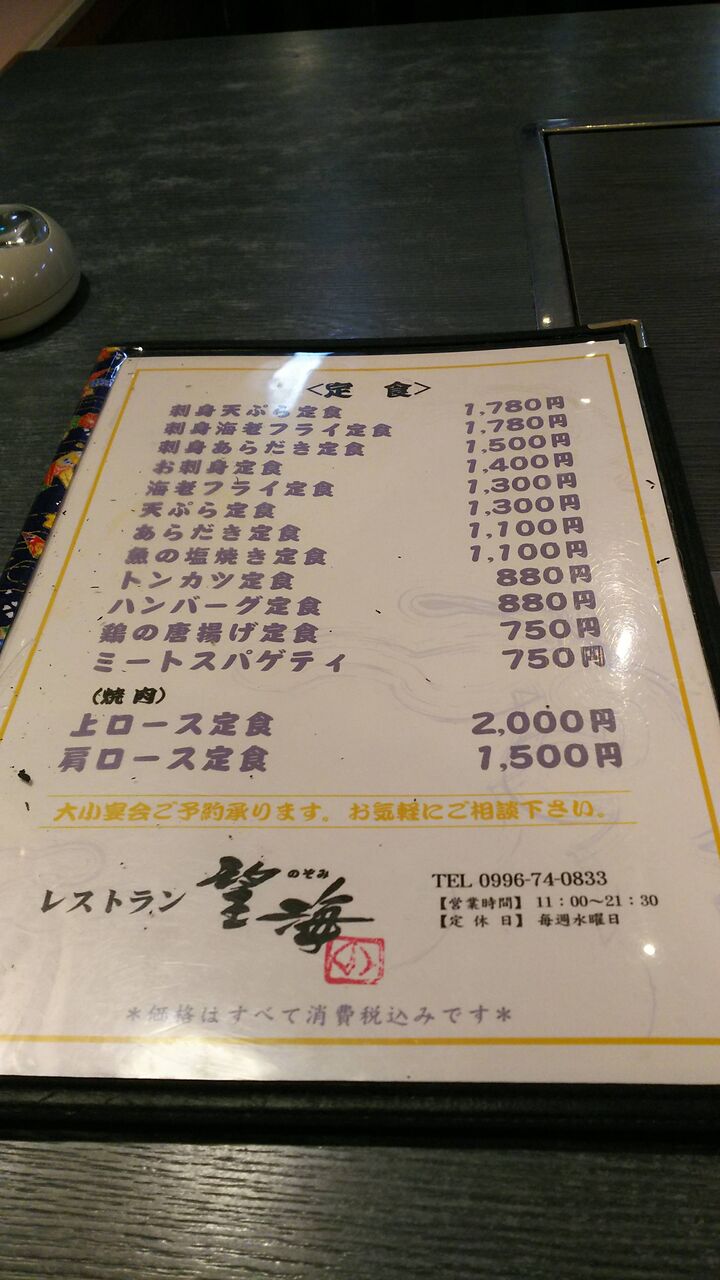 <定 食>
刺身天ぷら定食 1,780円
刺身海老フライ定食 1,780円
刺身あらだき定食 1,500円
お刺身定食 1,400円
海老フライ定食 1,300円
天ぷら定食 1,300円
あらだき定食 1,100円
魚の塩焼き定食 1,100円
トンカツ定食 880円
ハンバーグ定食 880円
鶏の唐揚げ定食 750円
ミートスパゲティ 750円
(焼肉)
上ロース定食 2,000円
肩ロース定食 1,500円
大小宴会ご予約承ります。お気軽にご相談下さい。
レストラン 望海
のぞみ
TEL 0996-74-0833
【営業時間】 11：00～21：30
【定 休 日】 毎週水曜日
＊価格はすべて消費税込みです＊